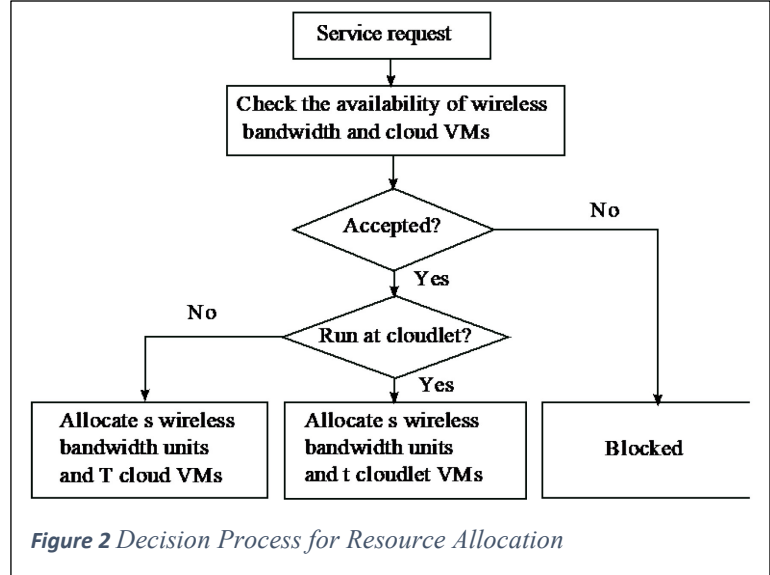 Service request
Check the availability of wireless
bandwidth and cloud VMs
Accepted?
No
Yes
No
Run at cloudlet?
Yes
Allocate s wireless
bandwidth units
and T cloud VMs
Allocate s wireless
bandwidth units
and t cloudlet VMs
Blocked
Figure 2 Decision Process for Resource Allocation